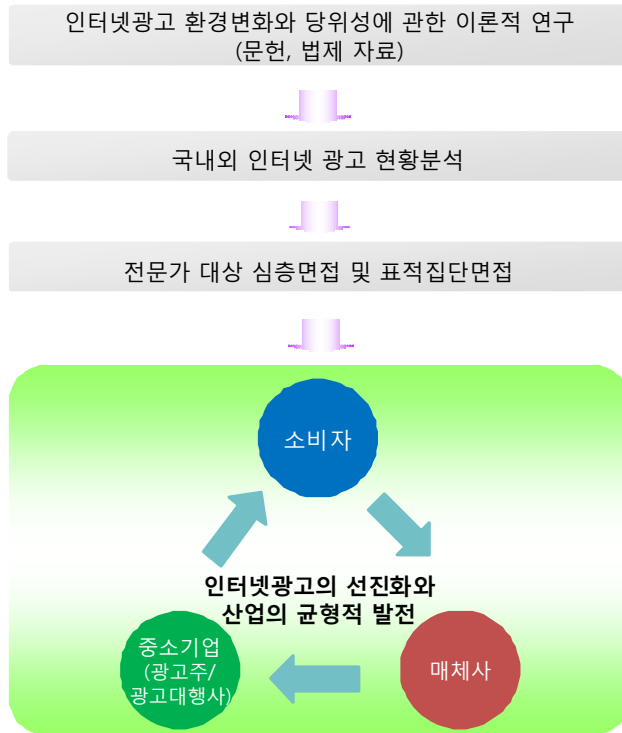 인터넷광고 환경변화와 당위성에 관한 이론적 연구
(문헌, 법제 자료)
국내외 인터넷 광고 현황분석
전문가 대상 심층면접 및 표적집단면접
소비자
인터넷광고의 선진화와
산업의 균형적 발전
중소기업
(광고주/
광고대행사)
매체사